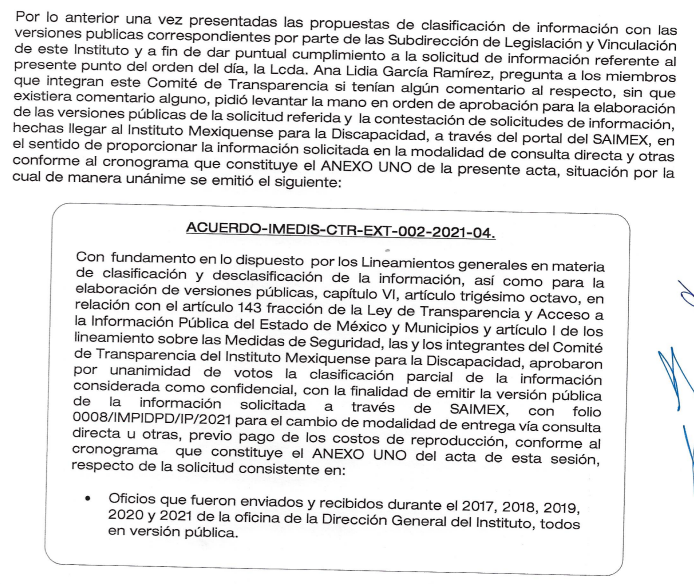 Por lo anterior una vez presentadas las propuestas de clasificación de información con las
versiones publicas correspondientes por parte de las Subdirección de Legislación y Vinculación
de este Instituto y a fin de dar puntual cumplimiento a la solicitud de información referente al
presente punto del orden del día, la Lcda. Ana Lidia García Ramírez, pregunta a los miembros
que integran este Comité de Transparencia si tenían algún comentario al respecto, sin que
existiera comentario alguno, pidió levantar la mano en orden de aprobación para la elaboración
de las versiones públicas de la solicitud referida y la contestación de solicitudes de información,
hechas llegar al Instituto Mexiquense para la Discapacidad, a través del portal del SAIMEX, en
el sentido de proporcionar la información solicitada en la modalidad de consulta directa y otras
conforme al cronograma que constituye el ANEXO UNO de la presente acta, situación por la
cual de manera unánime se emitió el siguiente:
ACUERDO-IMEDIS-CTR-EXT-002-2021-04.
Con fundamento en lo dispuesto por los Lineamientos generales en materia
de clasificación y desclasificación de la información, así como para la
elaboración de versiones públicas, capítulo VI, artículo trigésimo octavo, en
relación con el artículo 143 fracción de la Ley de Transparencia y Acceso a
la Información Pública del Estado de México y Municipios y artículo I de los
lineamiento sobre las Medidas de Seguridad, las y los integrantes del Comité
de Transparencia del Instituto Mexiquense para la Discapacidad, aprobaron
por unanimidad de votos la clasificación parcial de la información
considerada como confidencial, con la finalidad de emitir la versión pública
de la información solicitada a través de SAIMEX, con folio
0008/IMPIDPD/IP/2021 para el cambio de modalidad de entrega vía consulta
directa u otras, previo pago de los costos de reproducción, conforme al
cronograma que constituye el ANEXO UNO del acta de esta sesión,
respecto de la solicitud consistente en:
• Oficios que fueron enviados y recibidos durante el 2017, 2018, 2019,
2020 y 2021 de la oficina de la Dirección General del Instituto, todos
en versión pública.